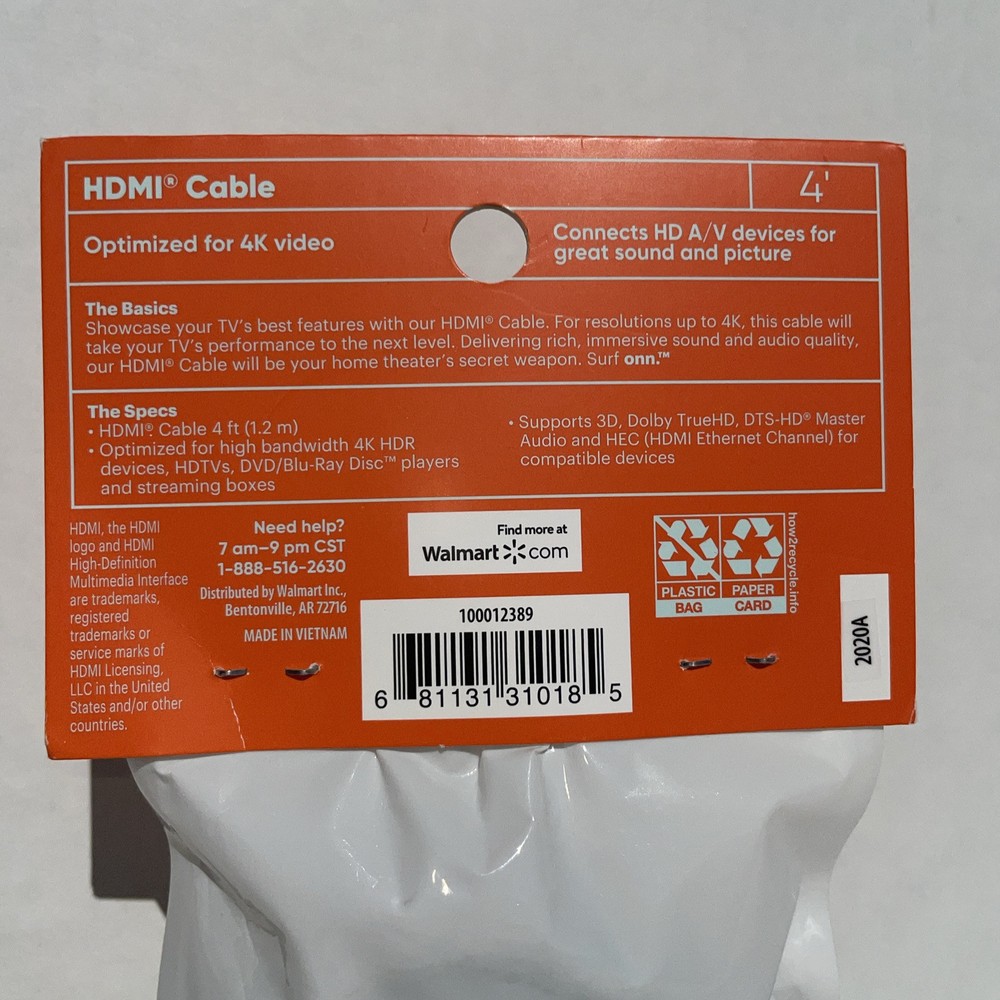 HDMI® Cable
4'
Optimized for 4K video
Connects HD A/V devices for
great sound and picture
The Basics
Showcase your TV's best features with our HDMI® Cable. For resolutions up to 4K, this cable will
take your TV's performance to the next level. Delivering rich, immersive sound and audio quality,
our HDMI® Cable will be your home theater's secret weapon. Surf onn.™
The Specs
• HDMI® Cable 4 ft (1.2 m)
• Optimized for high bandwidth 4K HDR
devices, HDTVs, DVD/Blu-Ray Disc™ players
and streaming boxes
• Supports 3D, Dolby TrueHD, DTS-HD® Master
Audio and HEC (HDMI Ethernet Channel) for
compatible devices
HDMI, the HDMI
logo and HDMI
High-Definition
Multimedia Interface
are trademarks,
registered
trademarks or
service marks of
HDMI Licensing,
LLC in the United
States and/or other
countries.
Need help?
7 am–9 pm CST
1-888-516-2630
Distributed by Walmart Inc.,
Bentonville, AR 72716
MADE IN VIETNAM
Find more at
Walmart com
100012389
6 81131 31018 5
PLASTIC
BAG
PAPER
CARD
how2recycle.info
2020A